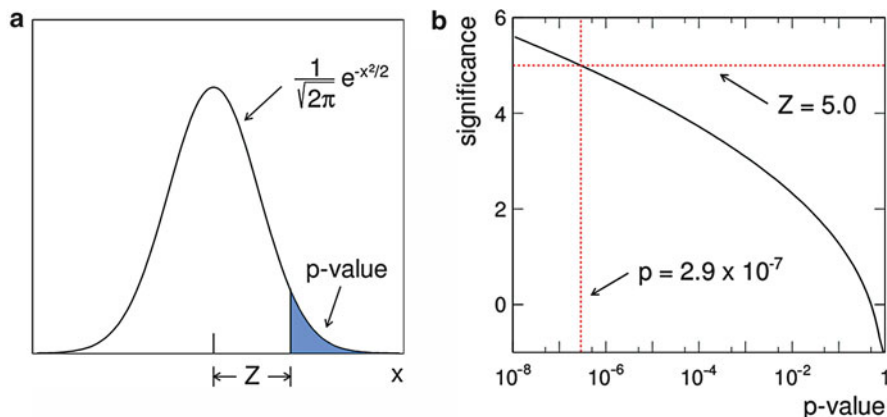 a
1/√2π e-x²/2
p-value
Z
x
b
significance
6
4
2
0
Z = 5.0
p = 2.9 x 10-7
10-8
10-6
10-4
10-2
1
p-value